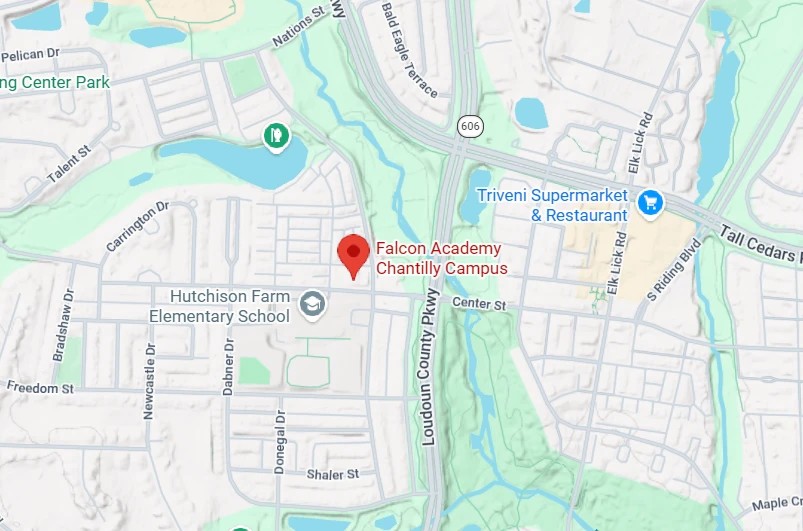 Pelican Dr
Nations St
wy
Bald Eagle Terrace
ng Center Park
606
Elk Lick Rd
Talent St
Triveni Supermarket
& Restaurant
Carrington Dr
Tall Cedars P
Falcon Academy
Chantilly Campus
Elk Lick Rd
S Riding Blvd
Hutchison Farm
Elementary School
Center St
Bradshaw Dr
Newcastle Dr
Dabner Dr
Loudoun County Pkwy
Freedom St
Donegal Dr
Shaler St
Maple Cr